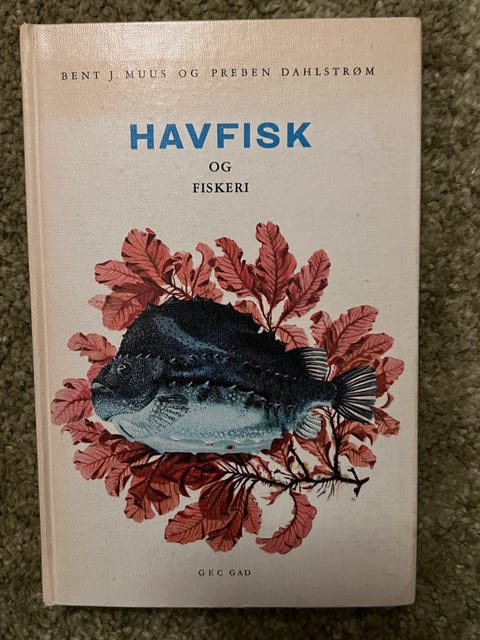 BENT J. MUUS OG PREBEN DAHLSTRØM
HAVFISK
OG
FISKERI
GEC GAD